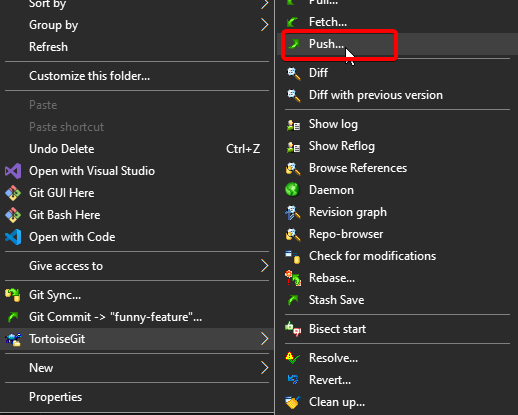 Sort by
Group by
Refresh
Customize this folder...
Paste
Paste shortcut
Undo Delete Ctrl+Z
Open with Visual Studio
Git GUI Here
Git Bash Here
Open with Code
Give access to
Git Sync...
Git Commit -> "funny-feature"...
TortoiseGit
New
Properties
Pull...
Fetch...
Push...
Diff
Diff with previous version
Show log
Show Reflog
Browse References
Daemon
Revision graph
Repo-browser
Check for modifications
Rebase...
Stash Save
Bisect start
Resolve...
Revert...
Clean up...